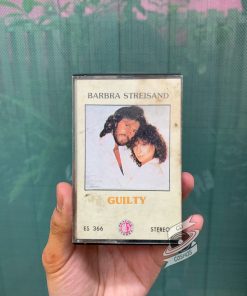 BARBRA STREISAND
GUILTY
ES 366 STEREO